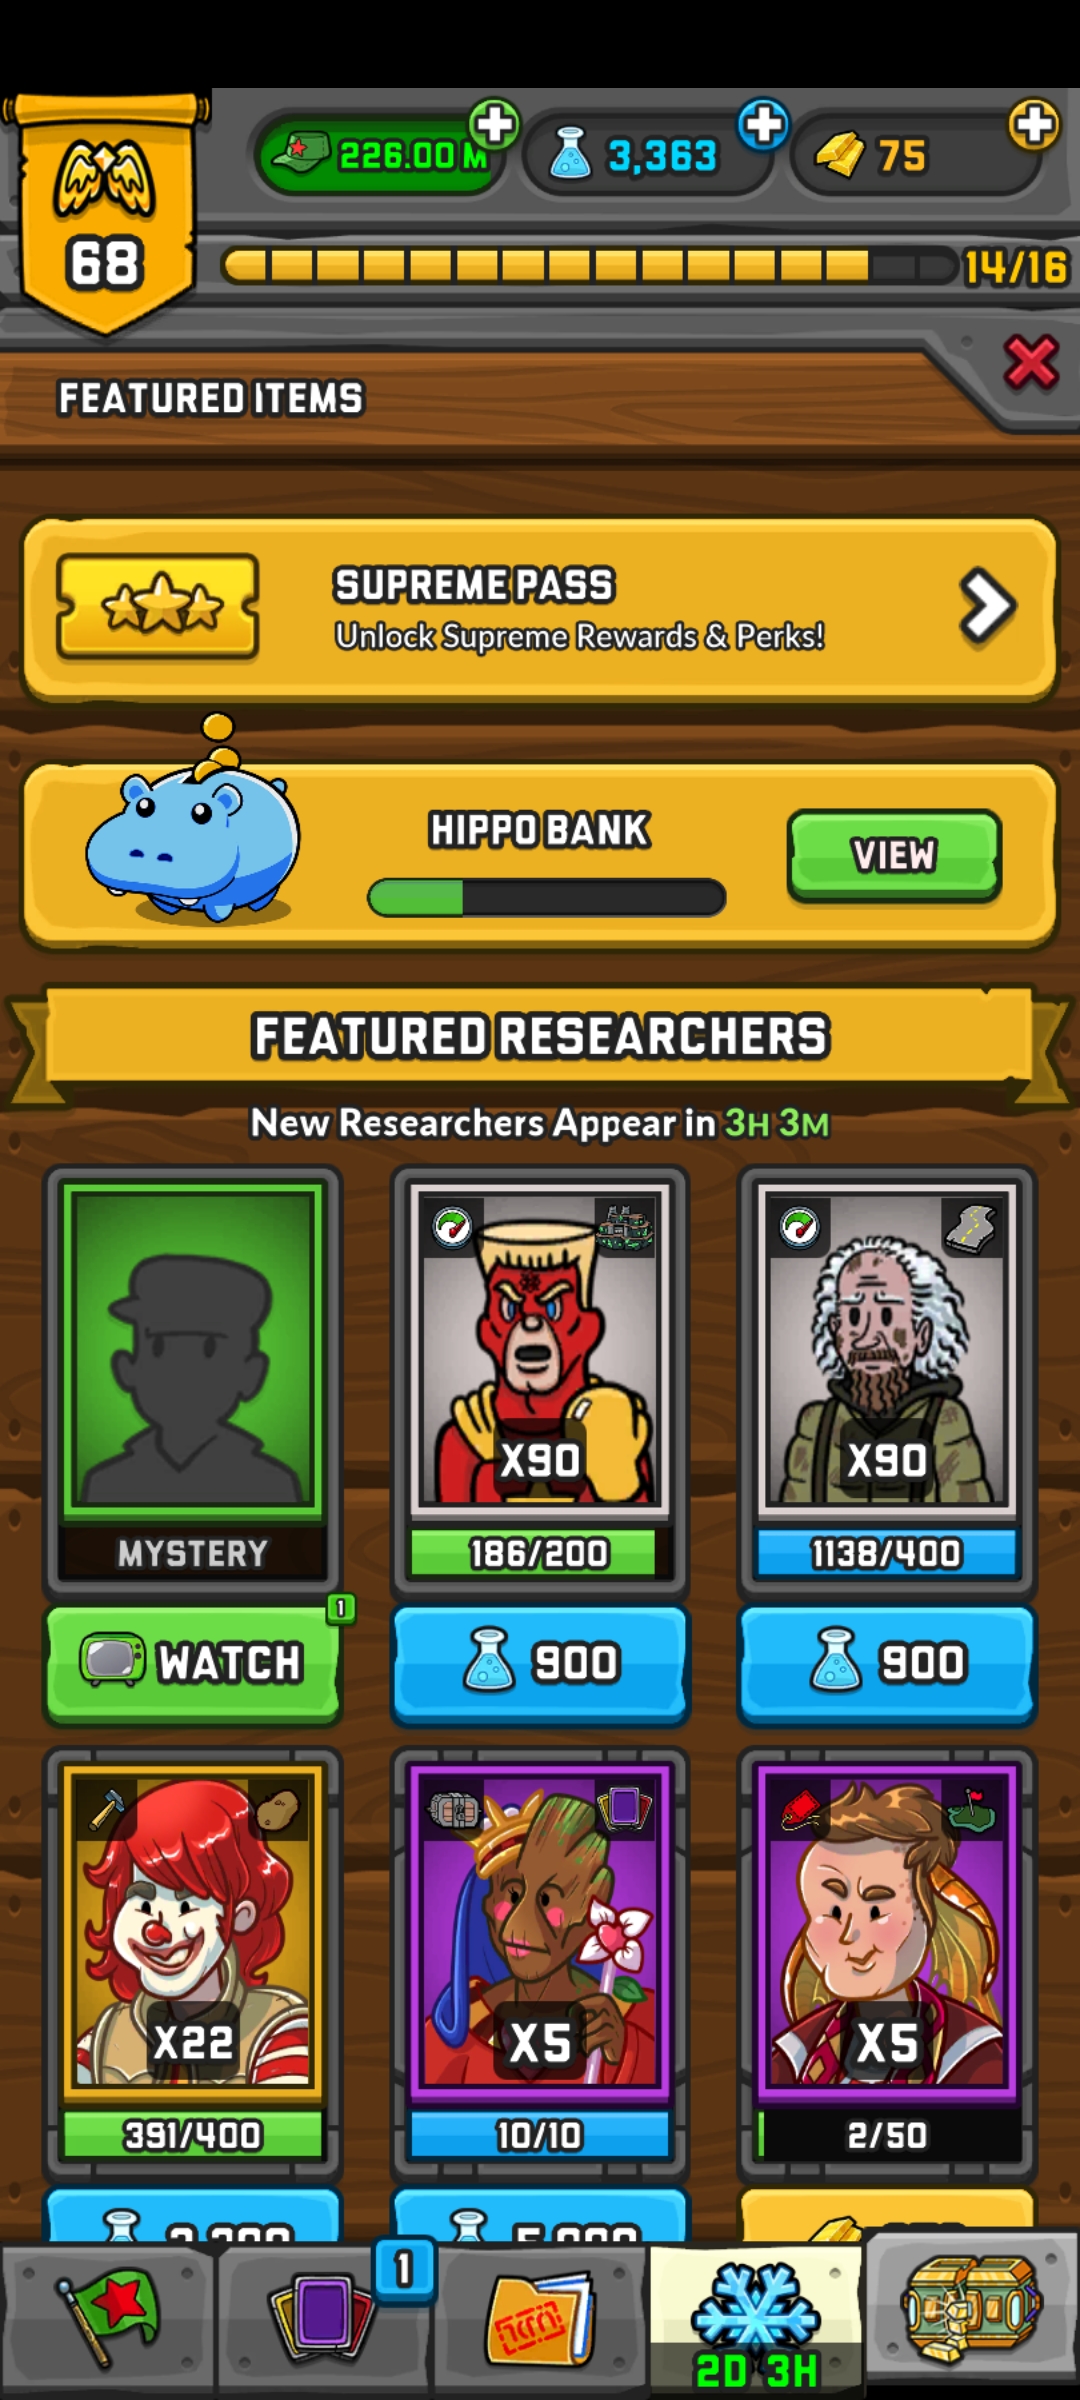 226.00 M
3,363
75
68
14/16
FEATURED ITEMS
SUPREME PASS
Unlock Supreme Rewards & Perks!
HIPPO BANK
VIEW
FEATURED RESEARCHERS
New Researchers Appear in 3H 3M
X90
X90
MYSTERY
186/200
1138/400
1
WATCH
900
900
X22
X5
X5
391/400
10/10
2/50
1
2D 3H